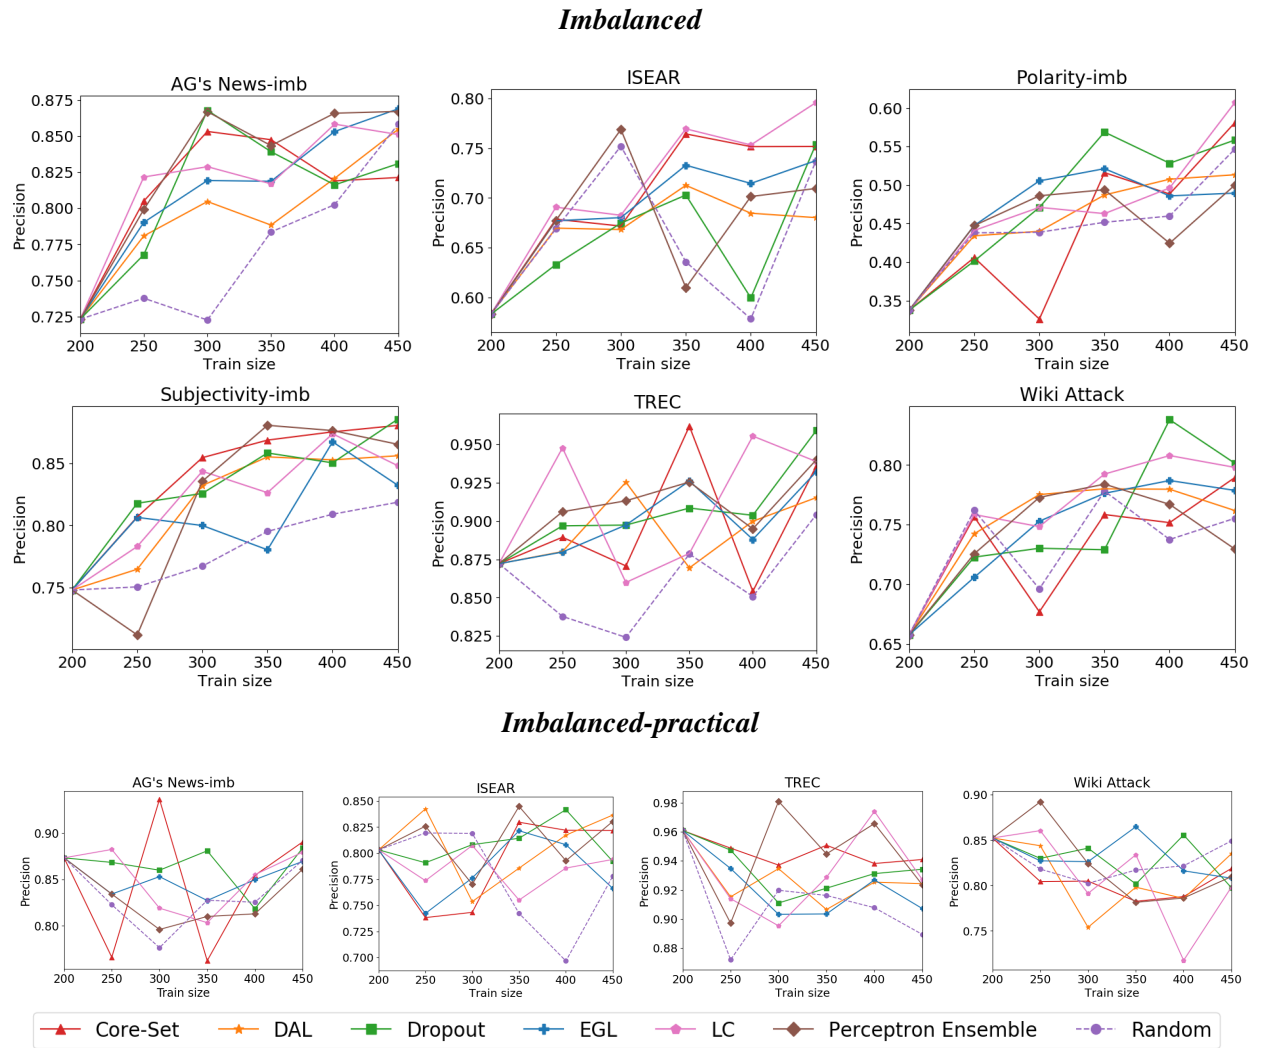 Imbalanced
AG's News-imb
0.875
0.850
0.825
0.800
0.775
0.750
0.725
Precision
200 250 300 350 400 450
Train size
ISEAR
0.80
0.75
0.70
0.65
0.60
Precision
200 250 300 350 400 450
Train size
Polarity-imb
0.60
0.55
0.50
0.45
0.40
0.35
Precision
200 250 300 350 400 450
Train size
Subjectivity-imb
0.85
0.80
0.75
Precision
200 250 300 350 400 450
Train size
TREC
0.950
0.925
0.900
0.875
0.850
0.825
Precision
200 250 300 350 400 450
Train size
Wiki Attack
0.80
0.75
0.70
0.65
Precision
200 250 300 350 400 450
Train size
Imbalanced-practical
AG's News-imb
0.90
0.85
0.80
Precision
200 250 300 350 400 450
Train size
ISEAR
0.850
0.825
0.800
0.775
0.750
0.725
0.700
Precision
200 250 300 350 400 450
Train size
TREC
0.98
0.96
0.94
0.92
0.90
0.88
Precision
200 250 300 350 400 450
Train size
Wiki Attack
0.90
0.85
0.80
0.75
Precision
200 250 300 350 400 450
Train size
Core-Set DAL Dropout EGL LC Perceptron Ensemble Random